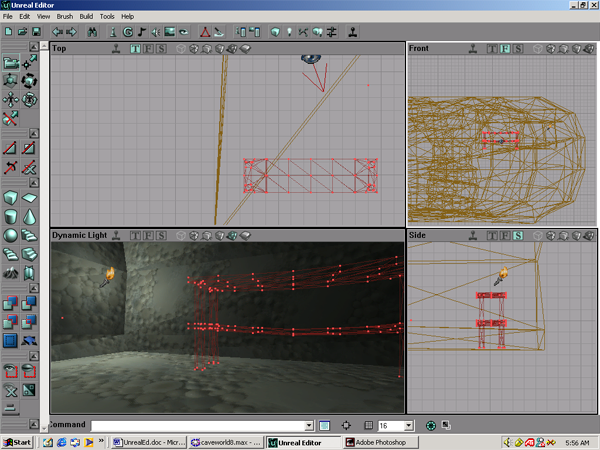 Unreal Editor
File Edit View Brush Build Tools Help
Top
T F S
Front
T F S
Dynamic Light
T F S
Side
T F S
Command
16
Start
UnrealEd.doc - Micr...
caveworld8.max - ...
Unreal Editor
Adobe Photoshop
5:56 AM